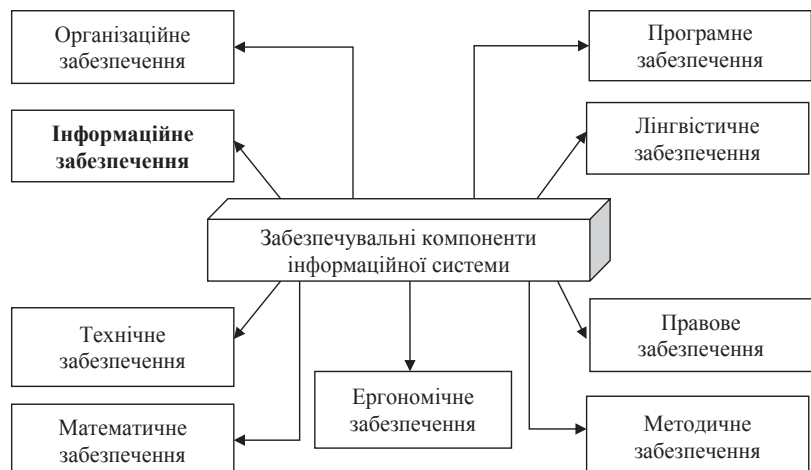 Організаційне
забезпечення
Програмне
забезпечення
Інформаційне
забезпечення
Лінгвістичне
забезпечення
Забезпечувальні компоненти
інформаційної системи
Технічне
забезпечення
Правове
забезпечення
Ергономічне
забезпечення
Математичне
забезпечення
Методичне
забезпечення